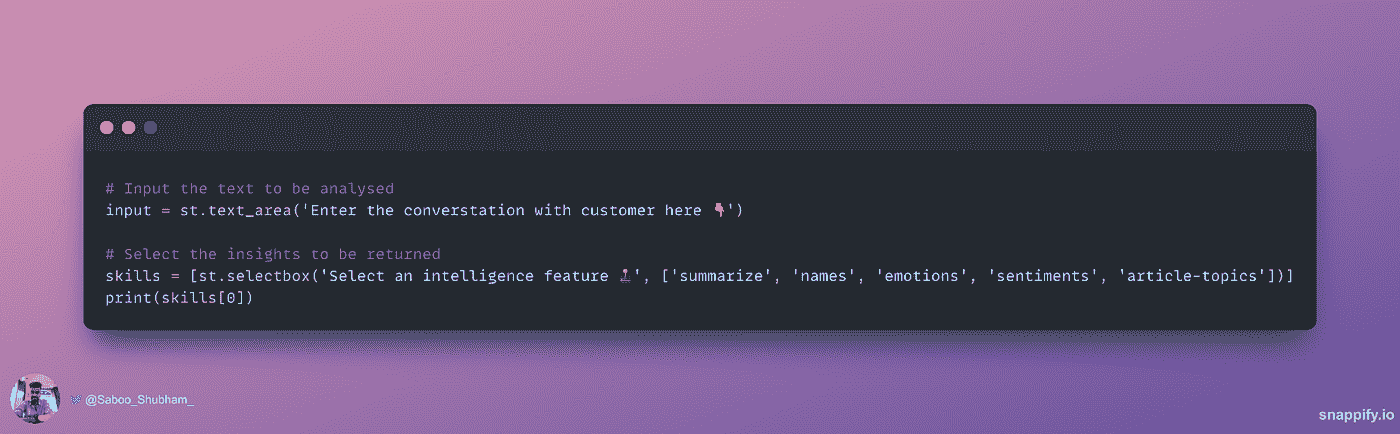 # Input the text to be analysed
input = st.text_area('Enter the converstation with customer here 👇')
# Select the insights to be returned
skills = [st.selectbox('Select an intelligence feature 🕹', ['summarize', 'names', 'emotions', 'sentiments', 'article-topics'])]
print(skills[0])
@Saboo_Shubham_
snappify.io